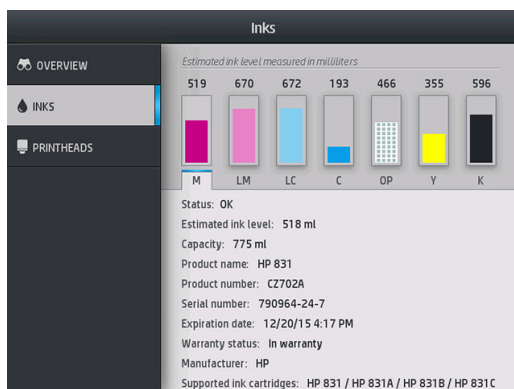 Inks
OVERVIEW
INKS
PRINTHEADS
Estimated ink level measured in milliliters
519 670 672 193 466 355 596
M LM LC C OP Y K
Status: OK
Estimated ink level: 518 ml
Capacity: 775 ml
Product name: HP 831
Product number: CZ702A
Serial number: 790964-24-7
Expiration date: 12/20/15 4:17 PM
Warranty status: In warranty
Manufacturer: HP
Supported ink cartridges: HP 831 / HP 831A / HP 831B / HP 831C